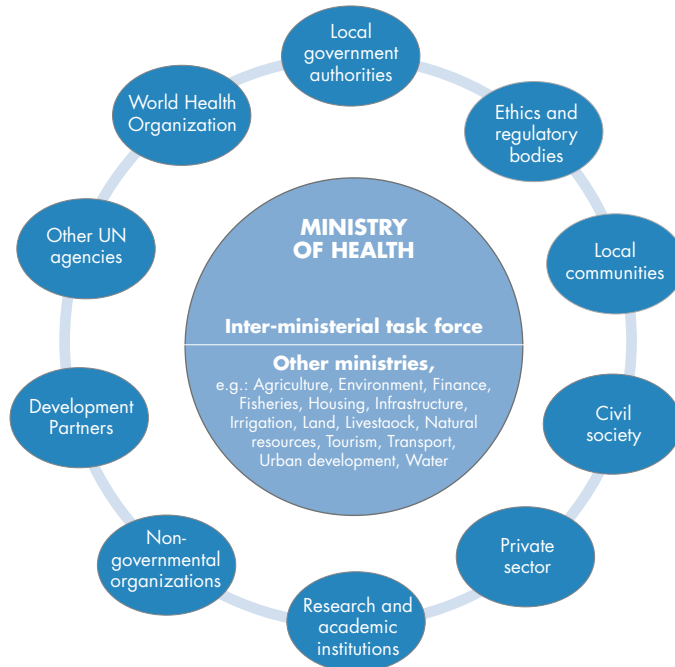 Local
government
authorities
Ethics and
regulatory
bodies
Local
communities
Civil
society
Private
sector
Research and
academic
institutions
Non-
governmental
organizations
Development
Partners
Other UN
agencies
World Health
Organization
MINISTRY
OF HEALTH
Inter-ministerial task force
Other ministries,
e.g.: Agriculture, Environment, Finance,
Fisheries, Housing, Infrastructure,
Irrigation, Land, Livestaock, Natural
resources, Tourism, Transport,
Urban development, Water